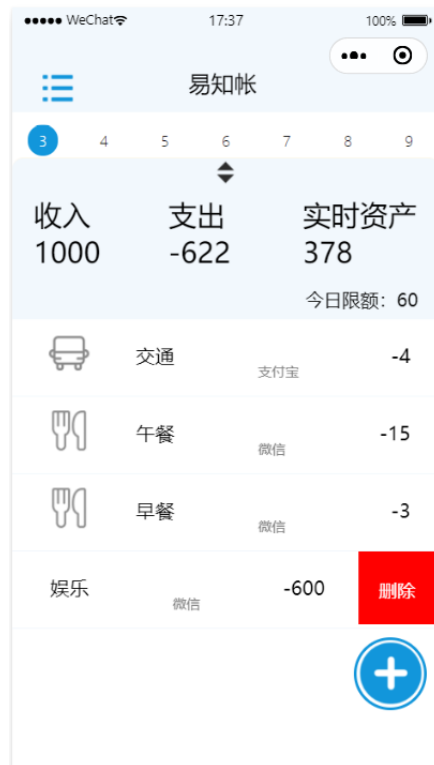 ●●●●● WeChat 17:37 100%
易知帐
3 4 5 6 7 8 9
收入 支出 实时资产
1000 -622 378
今日限额：60
交通 支付宝 -4
午餐 微信 -15
早餐 微信 -3
娱乐 微信 -600 删除